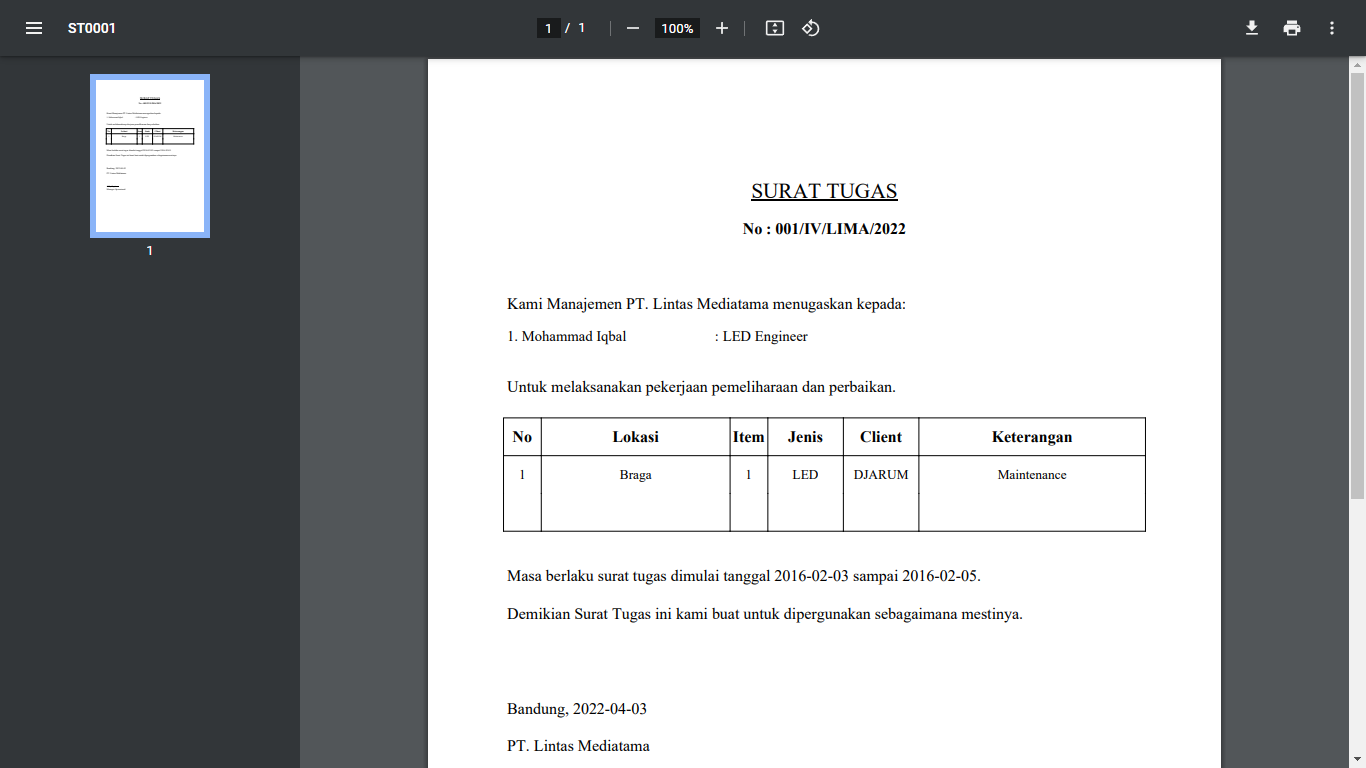 ST0001
1 / 1
100%
1
SURAT TUGAS
No : 001/IV/LIMA/2022
Kami Manajemen PT. Lintas Mediatama menugaskan kepada:
1. Mohammad Iqbal : LED Engineer
Untuk melaksanakan pekerjaan pemeliharaan dan perbaikan.
No Lokasi Item Jenis Client Keterangan
1 Braga 1 LED DJARUM Maintenance
Masa berlaku surat tugas dimulai tanggal 2016-02-03 sampai 2016-02-05.
Demikian Surat Tugas ini kami buat untuk dipergunakan sebagaimana mestinya.
Bandung, 2022-04-03
PT. Lintas Mediatama